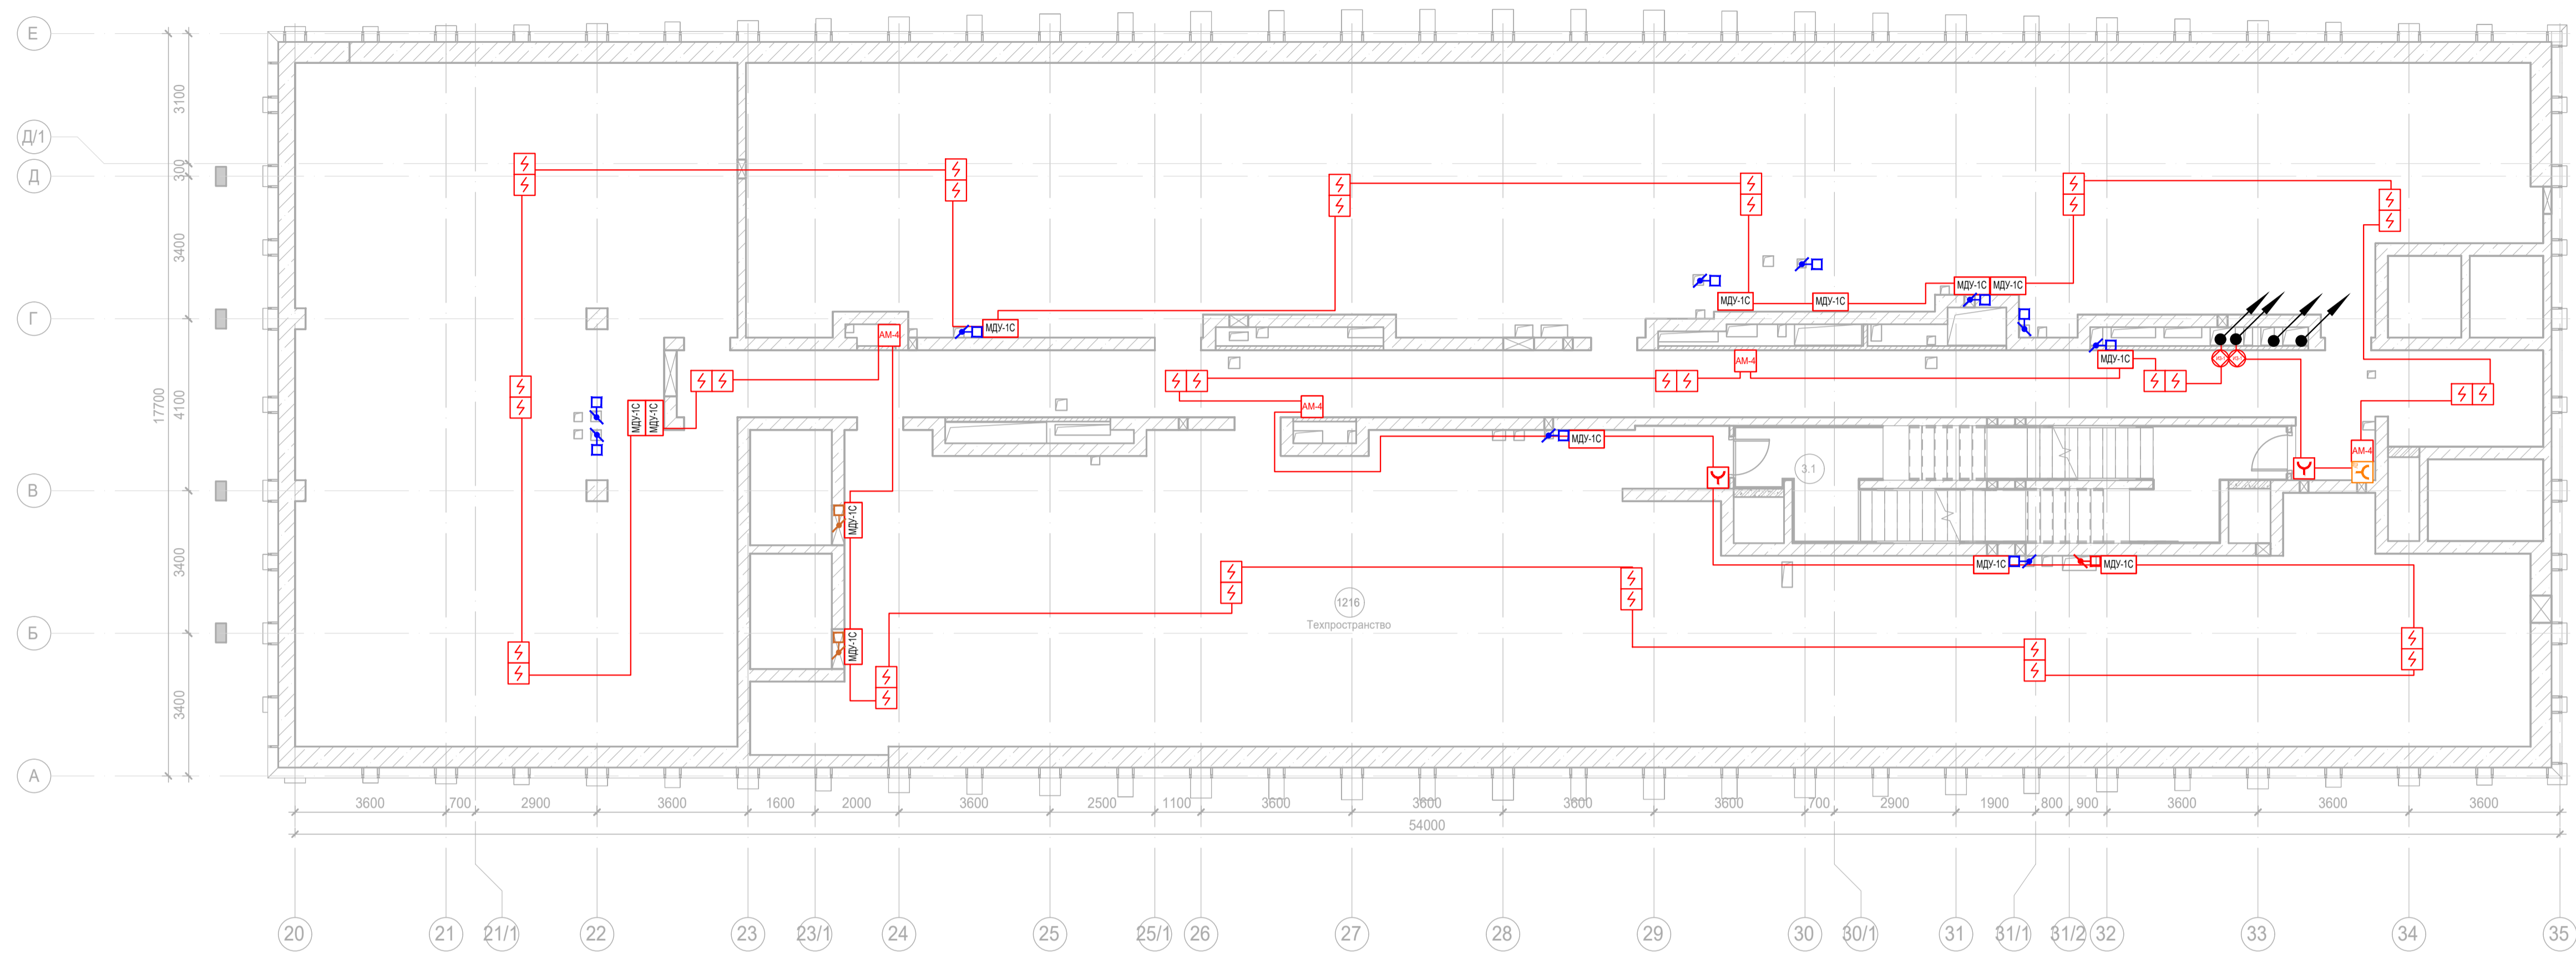 Е
Д/1
Д
Г
В
Б
А
3100
300
3400
4100
3400
3400
17700
АМ-4
МДУ-1С
МДУ-1С
МДУ-1С
МДУ-1С
МДУ-1С
МДУ-1С
АМ-4
МДУ-1С
МДУ-1С
МДУ-1С
АМ-4
МДУ-1С
АМ-4
3.1
МДУ-1С
МДУ-1С
МДУ-1С
МДУ-1С
1216
Техпространство
3600
700
2900
3600
1600
2000
3600
2500
1100
3600
3600
3600
3600
700
2900
1900
800
900
3600
3600
3600
54000
20
21
21/1
22
23
23/1
24
25
25/1
26
27
28
29
30
30/1
31
31/1
31/2
32
33
34
35